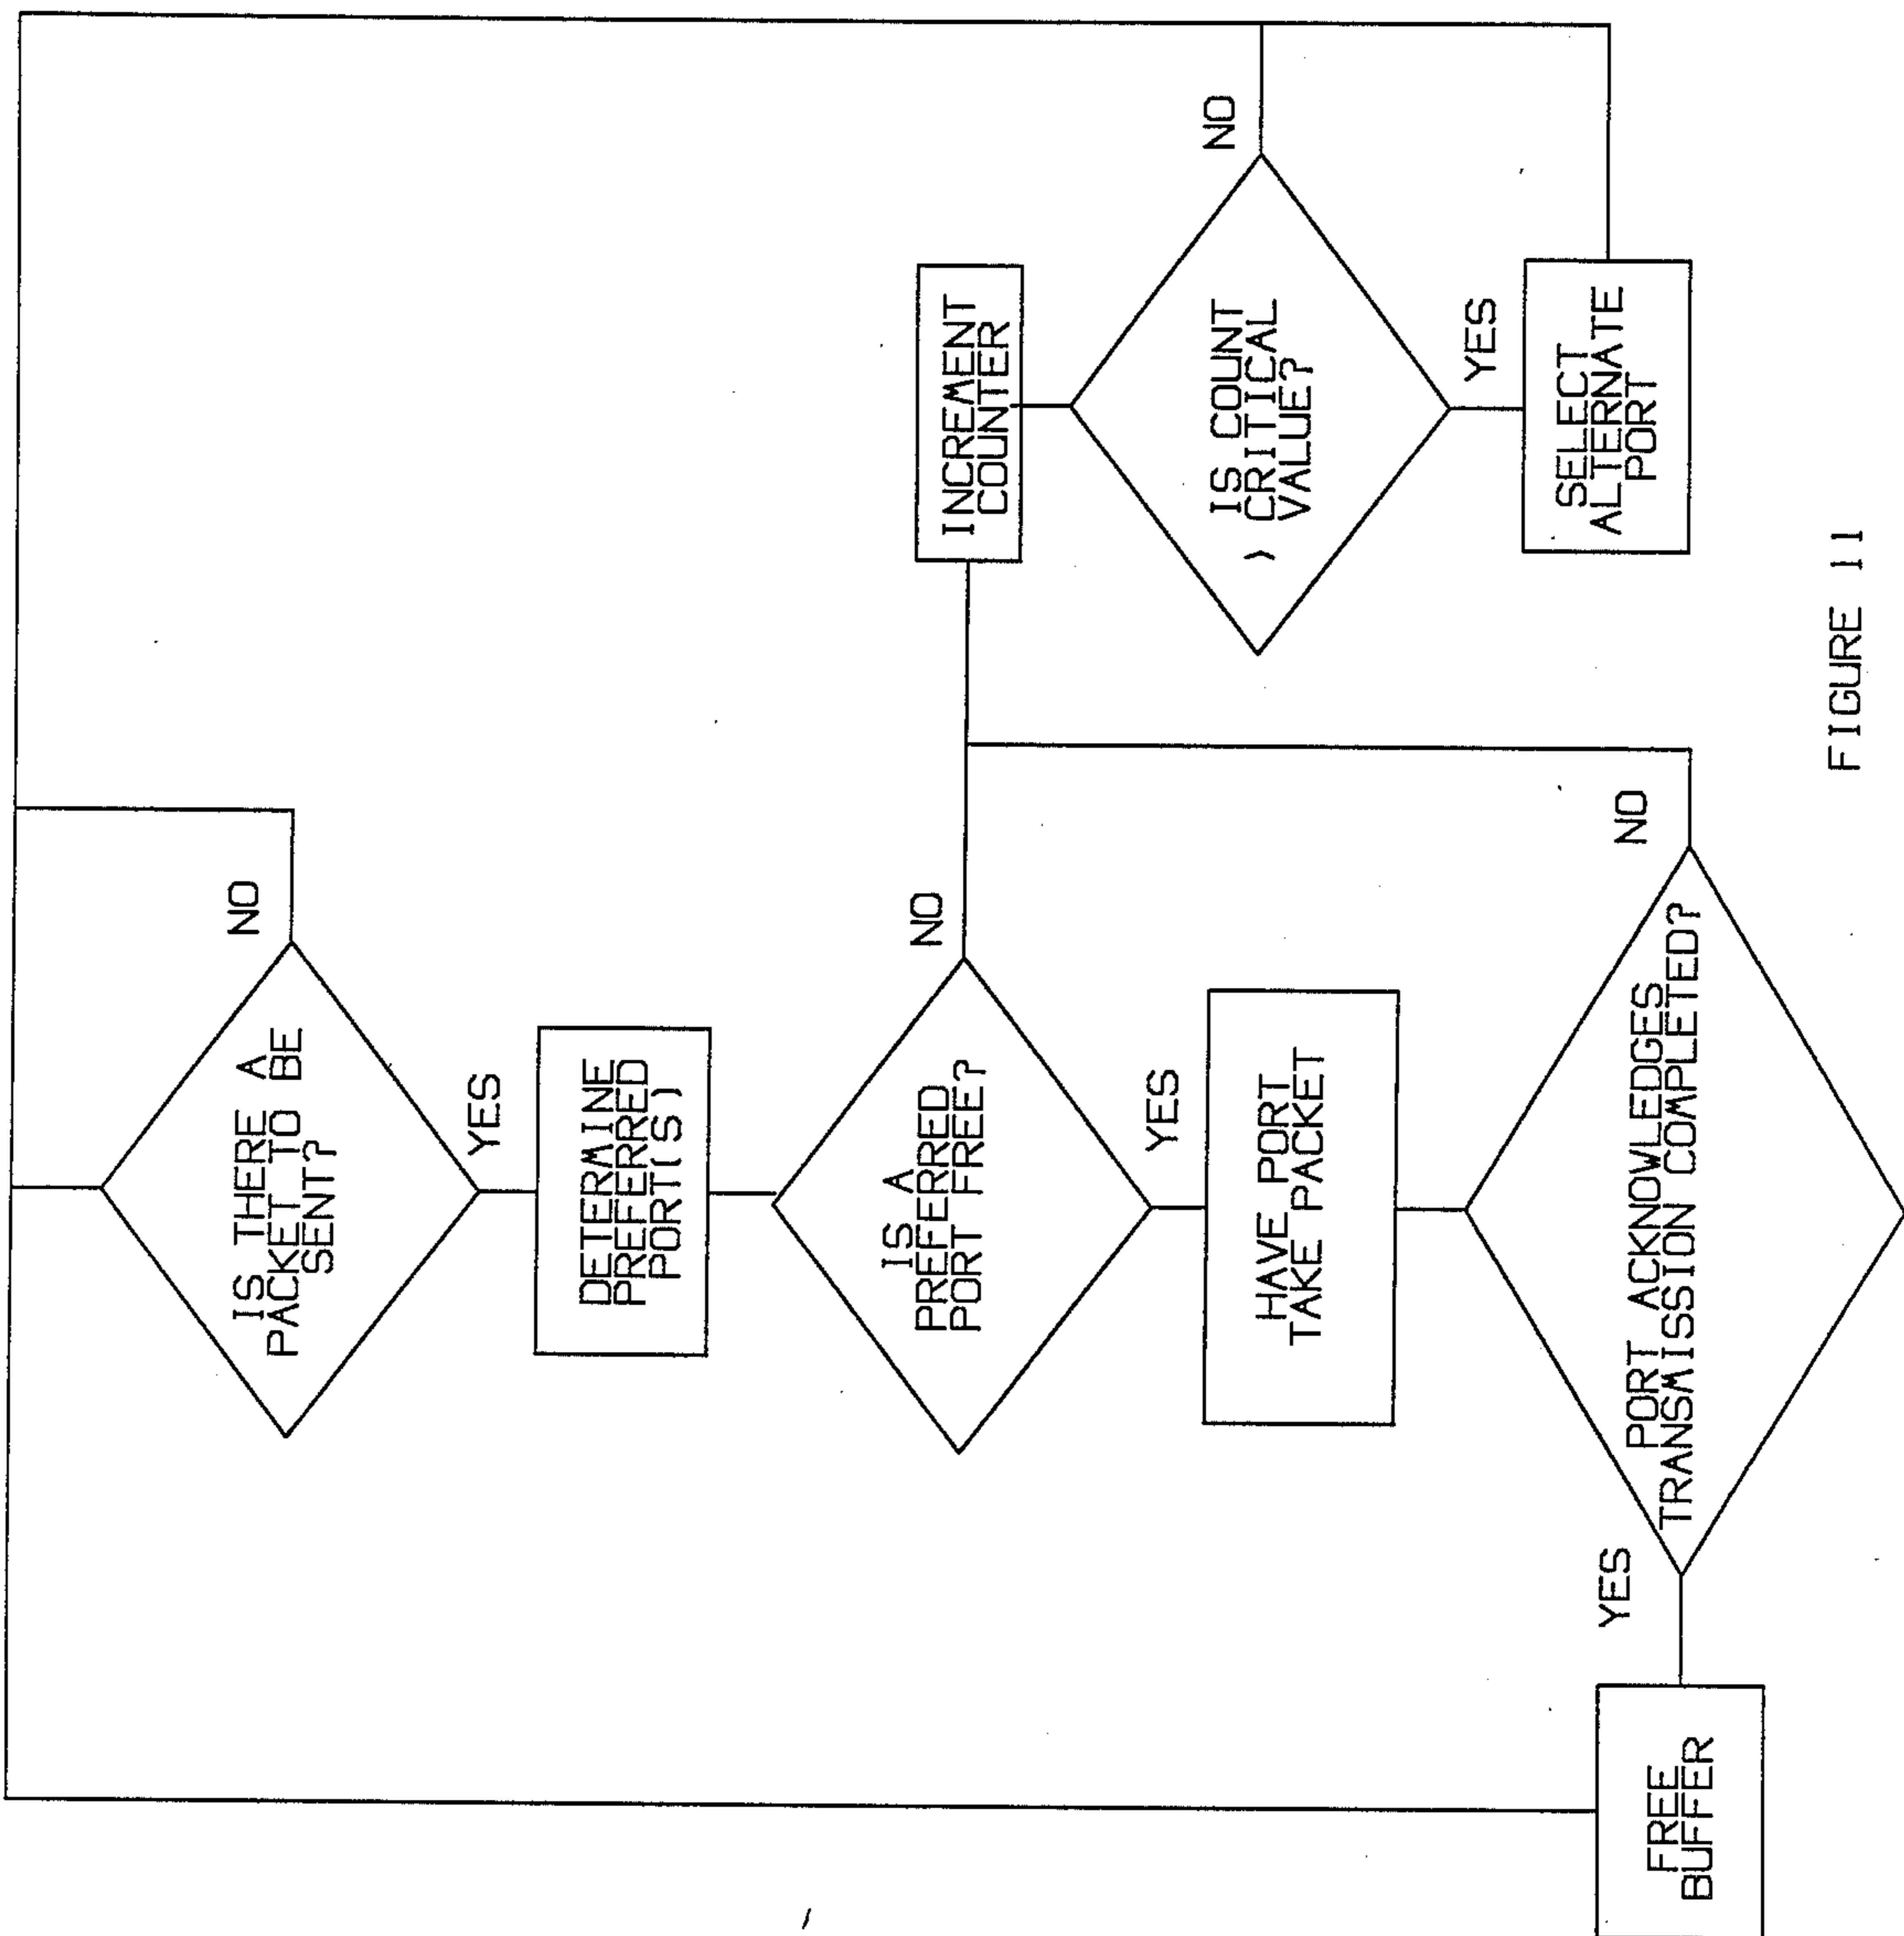 IS THERE A
PACKET TO BE
SENT?
NO
YES
DETERMINE
PREFERRED
PORT(S)
IS A
PREFERRED
PORT FREE?
NO
YES
HAVE PORT
TAKE PACKET
PORT ACKNOWLEDGES
TRANSMISSION COMPLETED?
YES
NO
FREE
BUFFER
INCREMENT
COUNTER
IS COUNT
> CRITICAL
VALUE?
NO
YES
SELECT
ALTERNATE
PORT
FIGURE 11